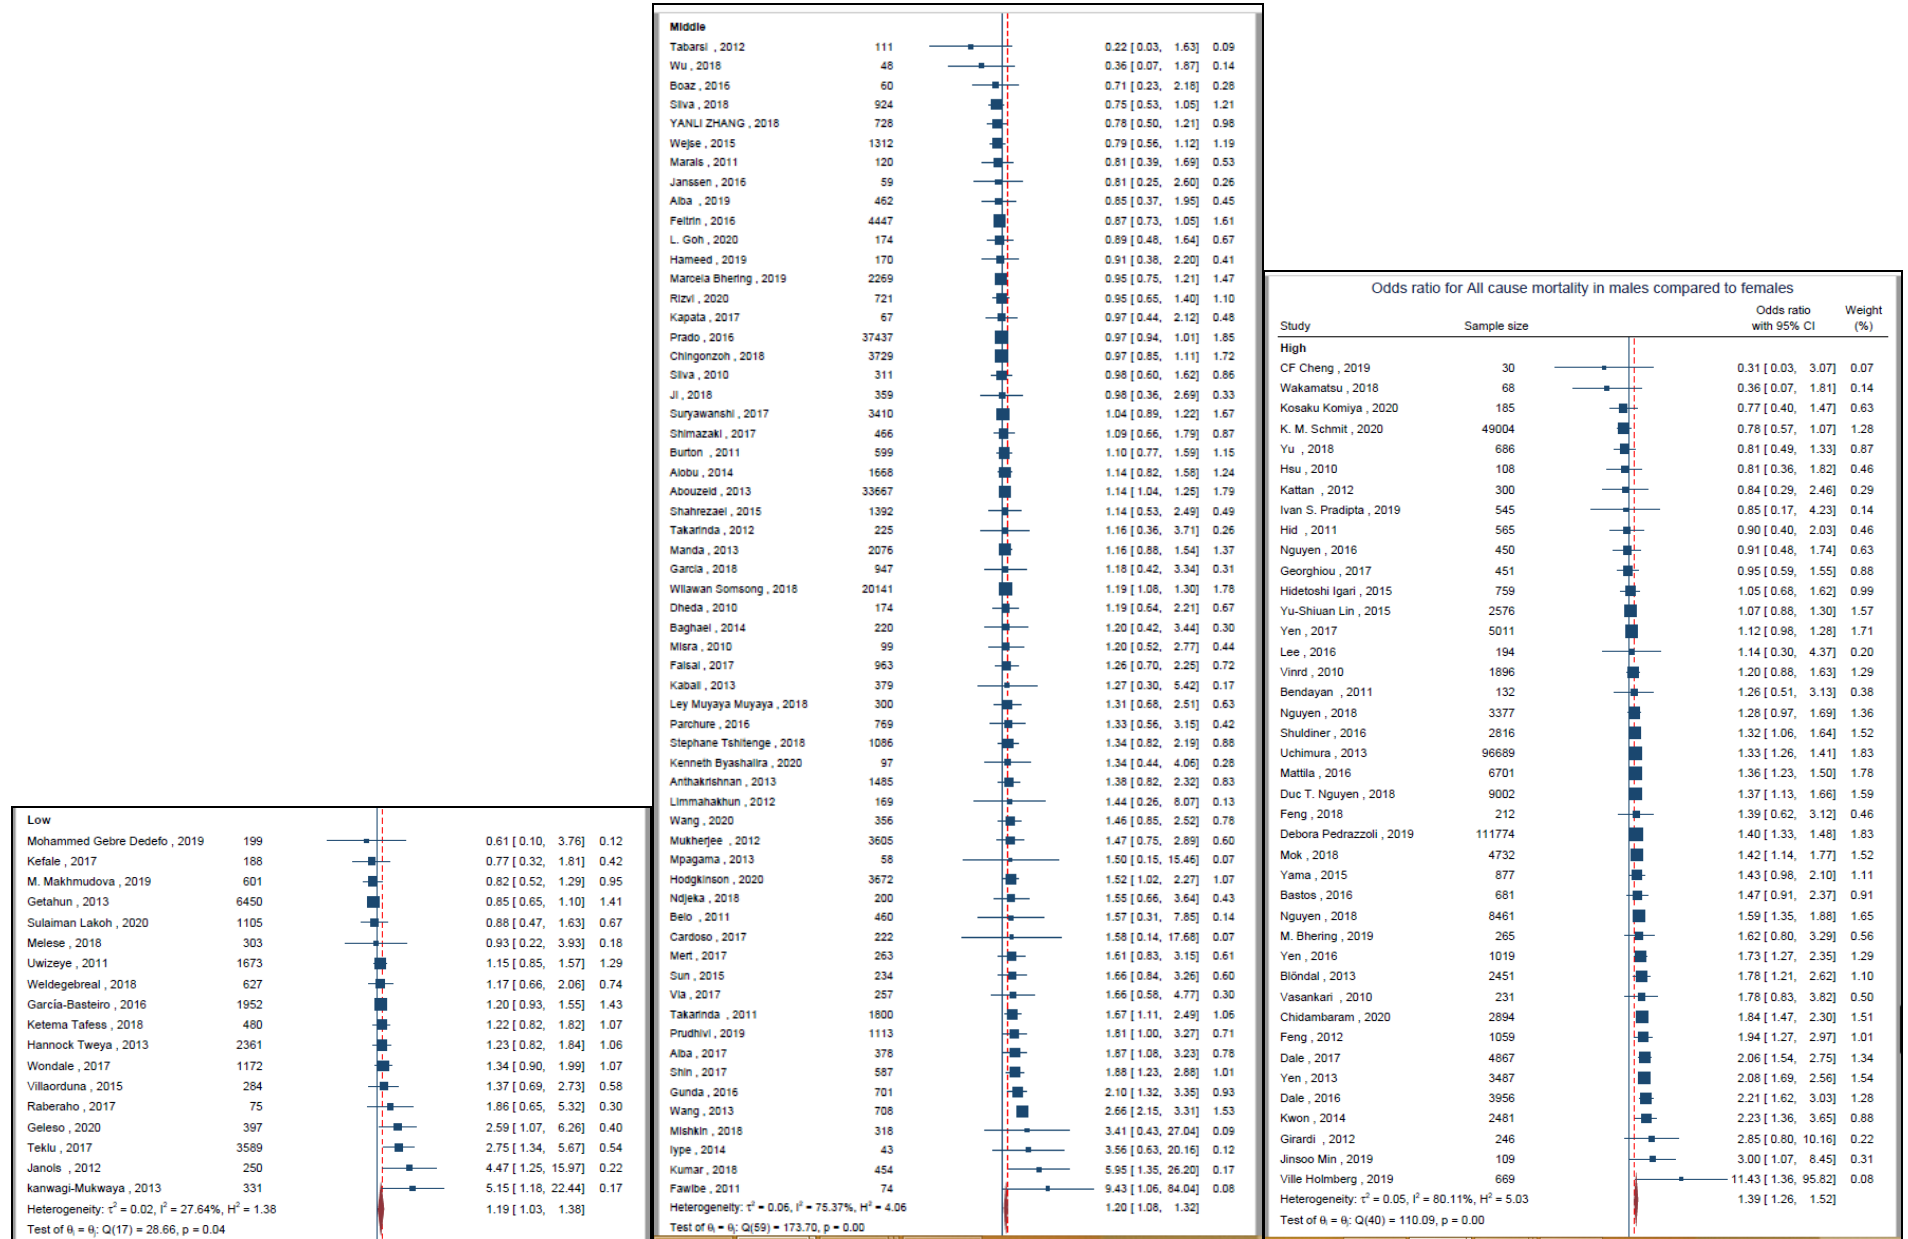 Low
Mohammed Gebre Dedefo , 2019 199 0.61 [ 0.10, 3.76] 0.12
Kefale , 2017 188 0.77 [ 0.32, 1.81] 0.42
M. Makhmudova , 2019 601 0.82 [ 0.52, 1.29] 0.95
Getahun , 2013 6450 0.85 [ 0.65, 1.10] 1.41
Sulaiman Lakoh , 2020 1105 0.88 [ 0.47, 1.63] 0.67
Melese , 2018 303 0.93 [ 0.22, 3.93] 0.18
Uwizeye , 2011 1673 1.15 [ 0.85, 1.57] 1.29
Weldegebreal , 2018 627 1.17 [ 0.66, 2.06] 0.74
García-Basteiro , 2016 1952 1.20 [ 0.93, 1.55] 1.43
Ketema Tafess , 2018 480 1.22 [ 0.82, 1.82] 1.07
Hannock Tweya , 2013 2361 1.23 [ 0.82, 1.84] 1.06
Wondale , 2017 1172 1.34 [ 0.90, 1.99] 1.07
Villaorduna , 2015 284 1.37 [ 0.69, 2.73] 0.58
Raberaho , 2017 75 1.86 [ 0.65, 5.32] 0.30
Geleso , 2020 397 2.59 [ 1.07, 6.26] 0.40
Teklu , 2017 3589 2.75 [ 1.34, 5.67] 0.54
Janols , 2012 250 4.47 [ 1.25, 15.97] 0.22
kanwagi-Mukwaya , 2013 331 5.15 [ 1.18, 22.44] 0.17
Heterogeneity: τ² = 0.02, I² = 27.64%, H² = 1.38 1.19 [ 1.03, 1.38]
Test of θᵢ = θⱼ: Q(17) = 28.66, p = 0.04
Middle
Tabarsi , 2012 111 0.22 [ 0.03, 1.63] 0.09
Wu , 2018 48 0.36 [ 0.07, 1.87] 0.14
Boaz , 2016 60 0.71 [ 0.23, 2.18] 0.28
Silva , 2018 924 0.75 [ 0.53, 1.05] 1.21
YANLI ZHANG , 2018 728 0.78 [ 0.50, 1.21] 0.98
Wejse , 2015 1312 0.79 [ 0.56, 1.12] 1.19
Marais , 2011 120 0.81 [ 0.39, 1.69] 0.53
Janssen , 2016 59 0.81 [ 0.25, 2.60] 0.26
Alba , 2019 462 0.85 [ 0.37, 1.95] 0.45
Feltrin , 2016 4447 0.87 [ 0.73, 1.05] 1.61
L. Goh , 2020 174 0.89 [ 0.48, 1.64] 0.67
Hameed , 2019 170 0.91 [ 0.38, 2.20] 0.41
Marcela Bhering , 2019 2269 0.95 [ 0.75, 1.21] 1.47
Rizvi , 2020 721 0.95 [ 0.65, 1.40] 1.10
Kapata , 2017 67 0.97 [ 0.44, 2.12] 0.48
Prado , 2016 37437 0.97 [ 0.94, 1.01] 1.85
Chingonzoh , 2018 3729 0.97 [ 0.85, 1.11] 1.72
Silva , 2010 311 0.98 [ 0.60, 1.62] 0.86
Ji , 2018 359 0.98 [ 0.36, 2.69] 0.33
Suryawanshi , 2017 3410 1.04 [ 0.89, 1.22] 1.67
Shimazaki , 2017 466 1.09 [ 0.66, 1.79] 0.87
Burton , 2011 599 1.10 [ 0.77, 1.59] 1.15
Alobu , 2014 1668 1.14 [ 0.82, 1.58] 1.24
Abouzeid , 2013 33667 1.14 [ 1.04, 1.25] 1.79
Shahrezaei , 2015 1392 1.14 [ 0.53, 2.49] 0.49
Takarinda , 2012 225 1.16 [ 0.36, 3.71] 0.26
Manda , 2013 2076 1.16 [ 0.88, 1.54] 1.37
Garcia , 2018 947 1.18 [ 0.42, 3.34] 0.31
Wilawan Somsong , 2018 20141 1.19 [ 1.08, 1.30] 1.78
Dheda , 2010 174 1.19 [ 0.64, 2.21] 0.67
Baghaei , 2014 220 1.20 [ 0.42, 3.44] 0.30
Misra , 2010 99 1.20 [ 0.52, 2.77] 0.44
Faisal , 2017 963 1.26 [ 0.70, 2.25] 0.72
Kabali , 2013 379 1.27 [ 0.30, 5.42] 0.17
Ley Muyaya Muyaya , 2018 300 1.31 [ 0.68, 2.51] 0.63
Parchure , 2016 769 1.33 [ 0.56, 3.15] 0.42
Stephane Tshitenge , 2018 1086 1.34 [ 0.82, 2.19] 0.88
Kenneth Byashalira , 2020 97 1.34 [ 0.44, 4.06] 0.28
Anthakrishnan , 2013 1485 1.38 [ 0.82, 2.32] 0.83
Limmahakhun , 2012 169 1.44 [ 0.26, 8.07] 0.13
Wang , 2020 356 1.46 [ 0.85, 2.52] 0.78
Mukherjee , 2012 3605 1.47 [ 0.75, 2.89] 0.60
Mpagama , 2013 58 1.50 [ 0.15, 15.46] 0.07
Hodgkinson , 2020 3672 1.52 [ 1.02, 2.27] 1.07
Ndjeka , 2018 200 1.55 [ 0.66, 3.64] 0.43
Belo , 2011 460 1.57 [ 0.31, 7.85] 0.14
Cardoso , 2017 222 1.58 [ 0.14, 17.68] 0.07
Mert , 2017 263 1.61 [ 0.83, 3.15] 0.61
Sun , 2015 234 1.66 [ 0.84, 3.26] 0.60
Via , 2017 257 1.66 [ 0.58, 4.77] 0.30
Takarinda , 2011 1800 1.67 [ 1.11, 2.49] 1.06
Prudhivi , 2019 1113 1.81 [ 1.00, 3.27] 0.71
Alba , 2017 378 1.87 [ 1.08, 3.23] 0.78
Shin , 2017 587 1.88 [ 1.23, 2.88] 1.01
Gunda , 2016 701 2.10 [ 1.32, 3.35] 0.93
Wang , 2013 708 2.66 [ 2.15, 3.31] 1.53
Mishkin , 2018 318 3.41 [ 0.43, 27.04] 0.09
Iype , 2014 43 3.56 [ 0.63, 20.16] 0.12
Kumar , 2018 454 5.95 [ 1.35, 26.20] 0.17
Fawibe , 2011 74 9.43 [ 1.06, 84.04] 0.08
Heterogeneity: τ² = 0.06, I² = 75.37%, H² = 4.06 1.20 [ 1.08, 1.32]
Test of θᵢ = θⱼ: Q(59) = 173.70, p = 0.00
Odds ratio for All cause mortality in males compared to females
Odds ratio Weight
Study Sample size with 95% CI (%)
High
CF Cheng , 2019 30 0.31 [ 0.03, 3.07] 0.07
Wakamatsu , 2018 68 0.36 [ 0.07, 1.81] 0.14
Kosaku Komiya , 2020 185 0.77 [ 0.40, 1.47] 0.63
K. M. Schmit , 2020 49004 0.78 [ 0.57, 1.07] 1.28
Yu , 2018 686 0.81 [ 0.49, 1.33] 0.87
Hsu , 2010 108 0.81 [ 0.36, 1.82] 0.46
Kattan , 2012 300 0.84 [ 0.29, 2.46] 0.29
Ivan S. Pradipta , 2019 545 0.85 [ 0.17, 4.23] 0.14
Hid , 2011 565 0.90 [ 0.40, 2.03] 0.46
Nguyen , 2016 450 0.91 [ 0.48, 1.74] 0.63
Georghiou , 2017 451 0.95 [ 0.59, 1.55] 0.88
Hidetoshi Igari , 2015 759 1.05 [ 0.68, 1.62] 0.99
Yu-Shiuan Lin , 2015 2576 1.07 [ 0.88, 1.30] 1.57
Yen , 2017 5011 1.12 [ 0.98, 1.28] 1.71
Lee , 2016 194 1.14 [ 0.30, 4.37] 0.20
Vinrd , 2010 1896 1.20 [ 0.88, 1.63] 1.29
Bendayan , 2011 132 1.26 [ 0.51, 3.13] 0.38
Nguyen , 2018 3377 1.28 [ 0.97, 1.69] 1.36
Shuldiner , 2016 2816 1.32 [ 1.06, 1.64] 1.52
Uchimura , 2013 96689 1.33 [ 1.26, 1.41] 1.83
Mattila , 2016 6701 1.36 [ 1.23, 1.50] 1.78
Duc T. Nguyen , 2018 9002 1.37 [ 1.13, 1.66] 1.59
Feng , 2018 212 1.39 [ 0.62, 3.12] 0.46
Debora Pedrazzoli , 2019 111774 1.40 [ 1.33, 1.48] 1.83
Mok , 2018 4732 1.42 [ 1.14, 1.77] 1.52
Yama , 2015 877 1.43 [ 0.98, 2.10] 1.11
Bastos , 2016 681 1.47 [ 0.91, 2.37] 0.91
Nguyen , 2018 8461 1.59 [ 1.35, 1.88] 1.65
M. Bhering , 2019 265 1.62 [ 0.80, 3.29] 0.56
Yen , 2016 1019 1.73 [ 1.27, 2.35] 1.29
Blöndal , 2013 2451 1.78 [ 1.21, 2.62] 1.10
Vasankari , 2010 231 1.78 [ 0.83, 3.82] 0.50
Chidambaram , 2020 2894 1.84 [ 1.47, 2.30] 1.51
Feng , 2012 1059 1.94 [ 1.27, 2.97] 1.01
Dale , 2017 4867 2.06 [ 1.54, 2.75] 1.34
Yen , 2013 3487 2.08 [ 1.69, 2.56] 1.54
Dale , 2016 3956 2.21 [ 1.62, 3.03] 1.28
Kwon , 2014 2481 2.23 [ 1.36, 3.65] 0.88
Girardi , 2012 246 2.85 [ 0.80, 10.16] 0.22
Jinsoo Min , 2019 109 3.00 [ 1.07, 8.45] 0.31
Ville Holmberg , 2019 669 11.43 [ 1.36, 95.82] 0.08
Heterogeneity: τ² = 0.05, I² = 80.11%, H² = 5.03 1.39 [ 1.26, 1.52]
Test of θᵢ = θⱼ: Q(40) = 110.09, p = 0.00